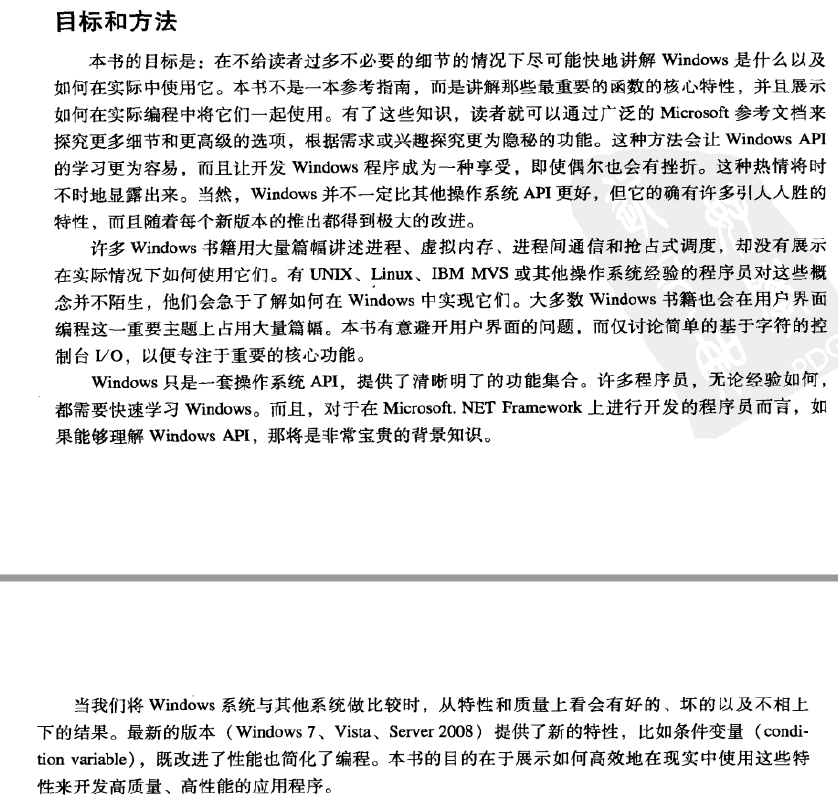 目标和方法
本书的目标是：在不给读者过多不必要的细节的情况下尽可能快地讲解 Windows 是什么以及
如何在实际中使用它。本书不是一本参考指南，而是讲解那些最重要的函数的核心特性，并且展示
如何在实际编程中将它们一起使用。有了这些知识，读者就可以通过广泛的 Microsoft 参考文档来
探究更多细节和更高级的选项，根据需求或兴趣探究更为隐秘的功能。这种方法会让 Windows API
的学习更为容易，而且让开发 Windows 程序成为一种享受，即使偶尔也会有挫折。这种热情将时
不时地显露出来。当然，Windows 并不一定比其他操作系统 API 更好，但它的确有许多引人入胜的
特性，而且随着每个新版本的推出都得到极大的改进。
许多 Windows 书籍用大量篇幅讲述进程、虚拟内存、进程间通信和抢占式调度，却没有展示
在实际情况下如何使用它们。有 UNIX、Linux、IBM MVS 或其他操作系统经验的程序员对这些概
念并不陌生，他们会急于了解如何在 Windows 中实现它们。大多数 Windows 书籍也会在用户界面
编程这一重要主题上占用大量篇幅。本书有意避开用户界面的问题，而仅讨论简单的基于字符的控
制台 I/O，以便专注于重要的核心功能。
Windows 只是一套操作系统 API，提供了清晰明了的功能集合。许多程序员，无论经验如何，
都需要快速学习 Windows。而且，对于在 Microsoft. NET Framework 上进行开发的程序员而言，如
果能够理解 Windows API，那将是非常宝贵的背景知识。
当我们将 Windows 系统与其他系统做比较时，从特性和质量上看会有好的、坏的以及不相上
下的结果。最新的版本（Windows 7、Vista、Server 2008）提供了新的特性，比如条件变量（condi-
tion variable），既改进了性能也简化了编程。本书的目的在于展示如何高效地在现实中使用这些特
性来开发高质量、高性能的应用程序。